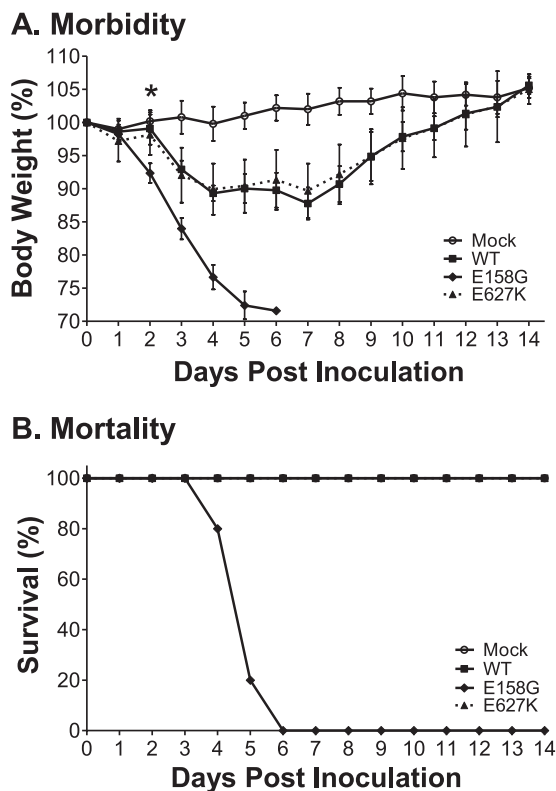 A. Morbidity
110
105
100
95
90
85
80
75
70
*
Body Weight (%)
Mock
WT
E158G
E627K
0 1 2 3 4 5 6 7 8 9 10 11 12 13 14
Days Post Inoculation
B. Mortality
100
80
60
40
20
0
Survival (%)
Mock
WT
E158G
E627K
0 1 2 3 4 5 6 7 8 9 10 11 12 13 14
Days Post Inoculation